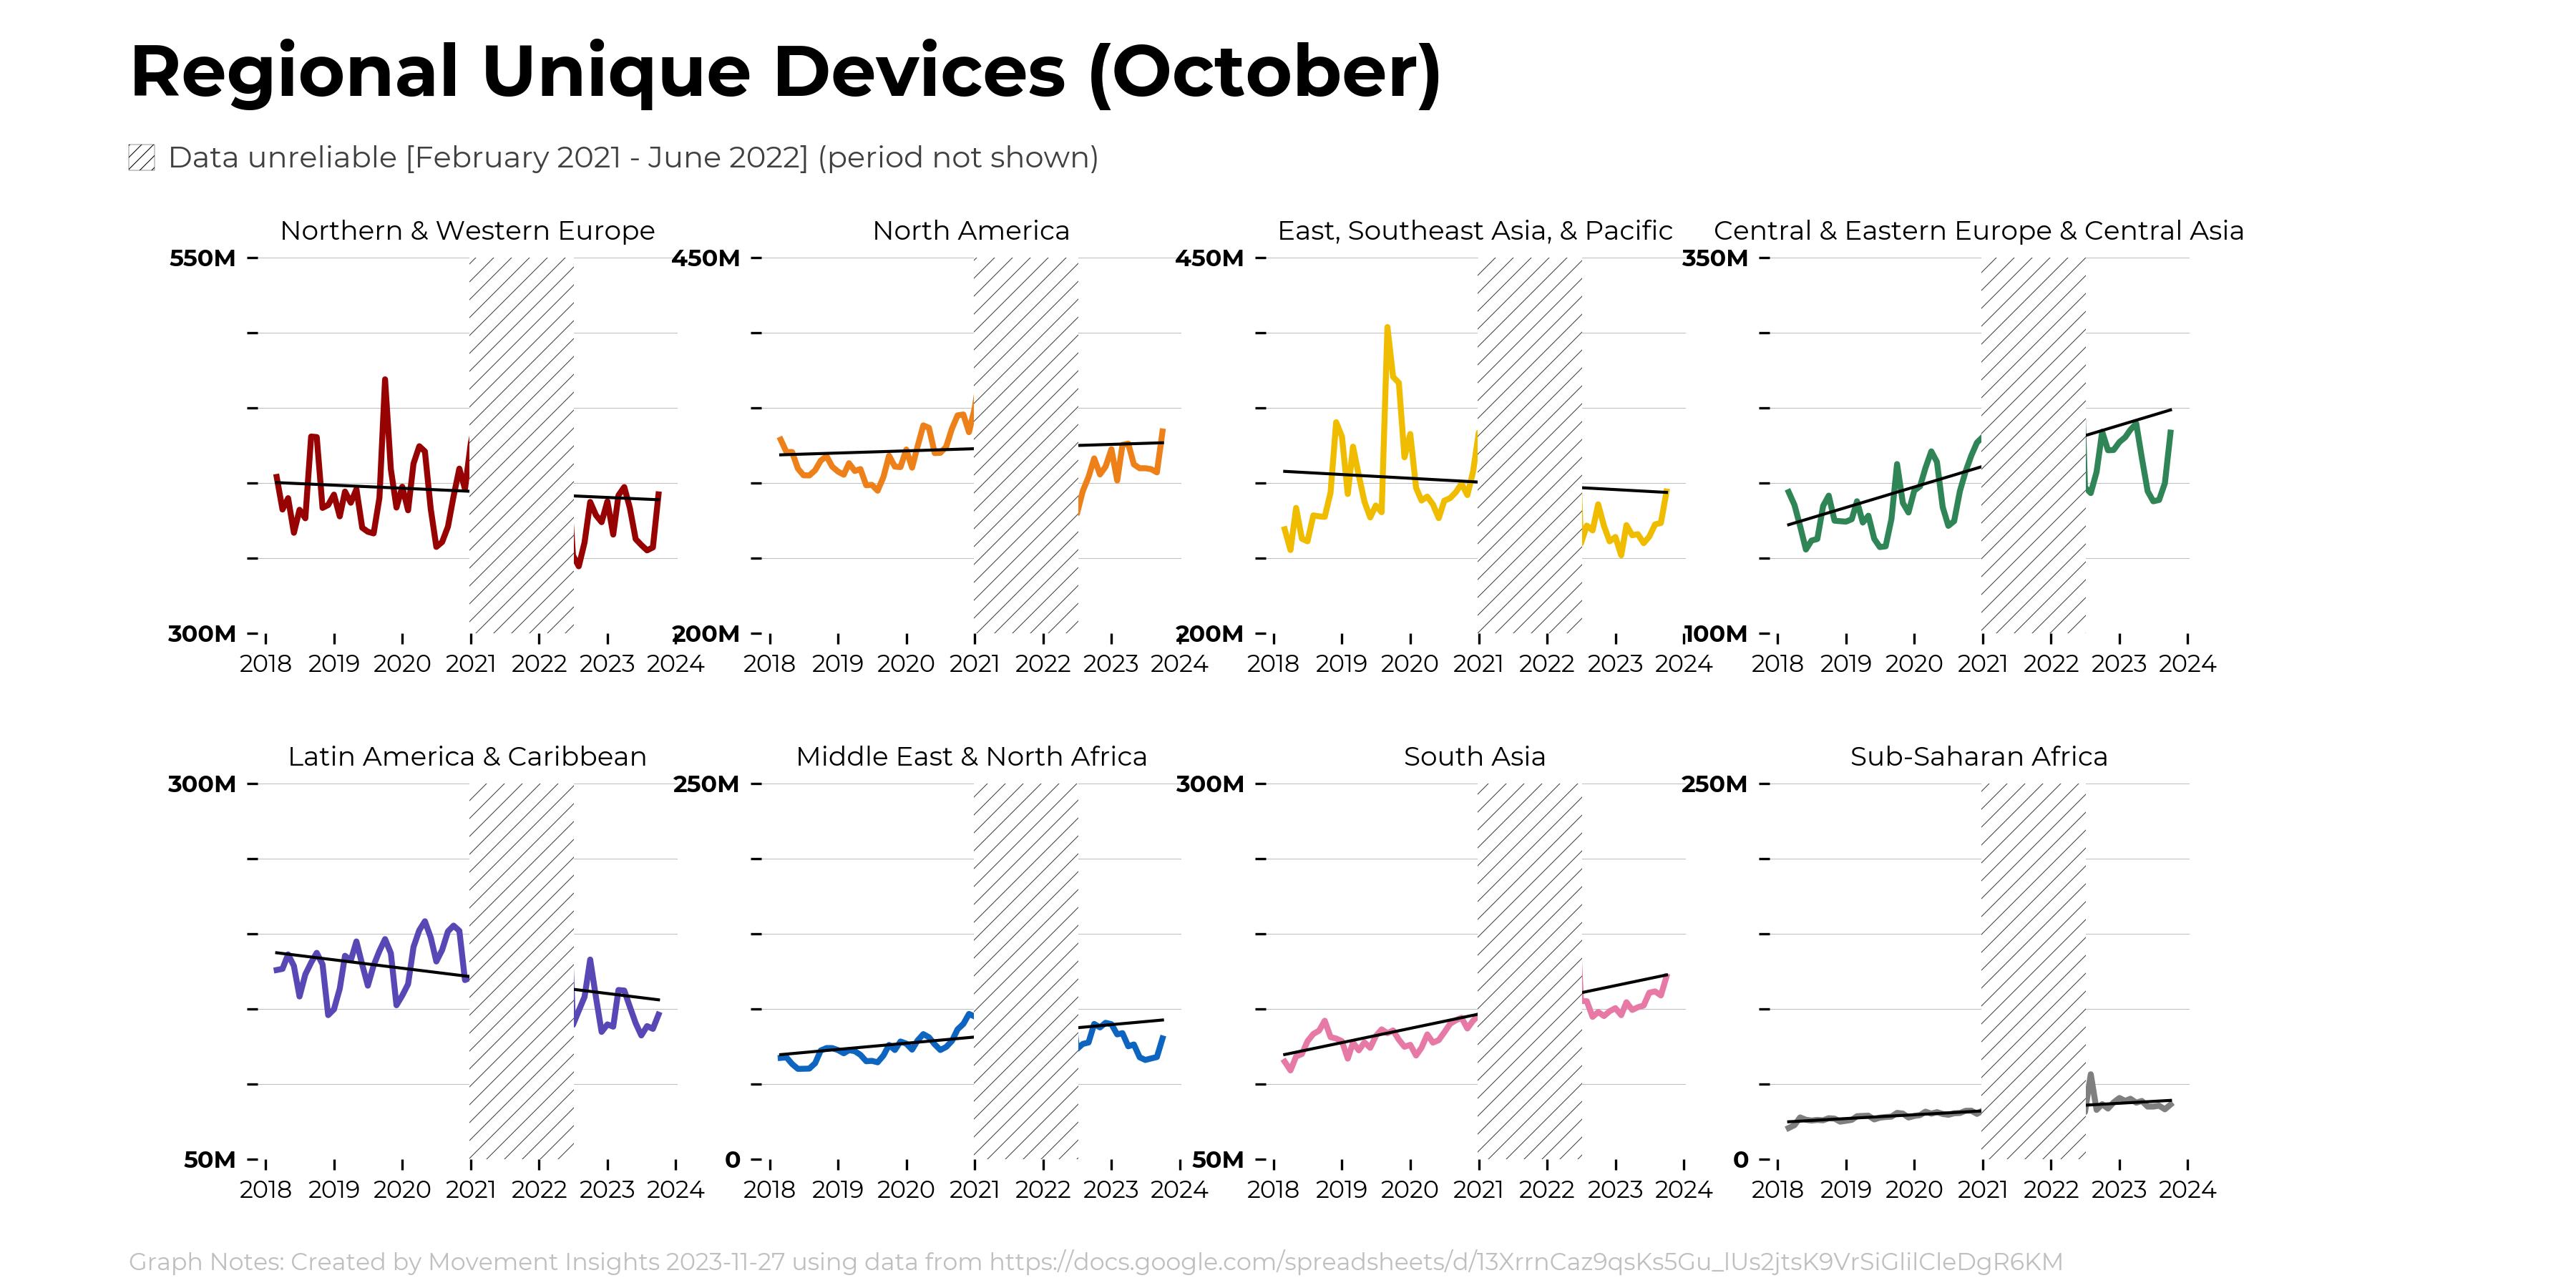 Regional Unique Devices (October)
Data unreliable [February 2021 - June 2022] (period not shown)
Northern & Western Europe
550M
300M
2018 2019 2020 2021 2022 2023 2024
North America
450M
200M
2018 2019 2020 2021 2022 2023 2024
East, Southeast Asia, & Pacific
450M
200M
2018 2019 2020 2021 2022 2023 2024
Central & Eastern Europe & Central Asia
350M
100M
2018 2019 2020 2021 2022 2023 2024
Latin America & Caribbean
300M
50M
2018 2019 2020 2021 2022 2023 2024
Middle East & North Africa
250M
0
2018 2019 2020 2021 2022 2023 2024
South Asia
300M
50M
2018 2019 2020 2021 2022 2023 2024
Sub-Saharan Africa
250M
0
2018 2019 2020 2021 2022 2023 2024
Graph Notes: Created by Movement Insights 2023-11-27 using data from https://docs.google.com/spreadsheets/d/13XrrnCaz9qsKs5Gu_lUs2jtsK9VrSiGlilCleDgR6KM